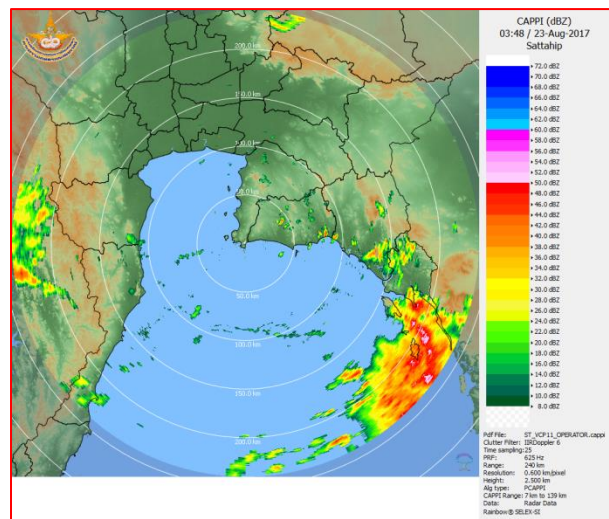 CAPPI (dBZ)
03:48 / 23-Aug-2017
Sattahip
72.0 dBZ
70.0 dBZ
68.0 dBZ
66.0 dBZ
64.0 dBZ
62.0 dBZ
60.0 dBZ
58.0 dBZ
56.0 dBZ
54.0 dBZ
52.0 dBZ
50.0 dBZ
48.0 dBZ
46.0 dBZ
44.0 dBZ
42.0 dBZ
40.0 dBZ
38.0 dBZ
36.0 dBZ
34.0 dBZ
32.0 dBZ
30.0 dBZ
28.0 dBZ
26.0 dBZ
24.0 dBZ
22.0 dBZ
20.0 dBZ
18.0 dBZ
16.0 dBZ
14.0 dBZ
12.0 dBZ
10.0 dBZ
8.0 dBZ
Pdf File: ST_VCP11_OPERATOR.cappi
Clutter Filter: IIRDoppler 6
Time sampling:25
PRF: 625 Hz
Range: 240 km
Resolution: 0.600 km/pixel
Height: 2.500 km
Alg type: PCAPPI
CAPPI Range: 7 km to 139 km
Data: Radar Data
Rainbow® SELEX-SI
200.0 km
150.0 km
100.0 km
50.0 km
50.0 km
100.0 km
150.0 km
200.0 km